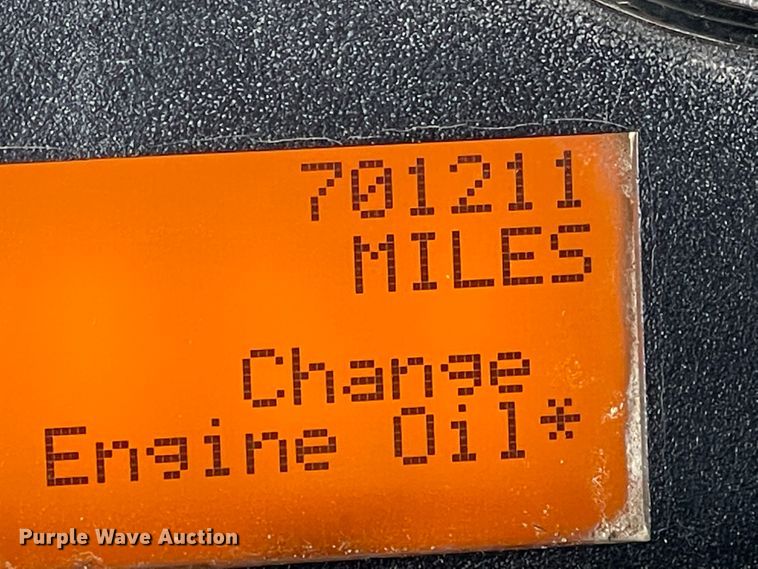 701211
MILES
Change
Engine Oil*
Purple Wave Auction